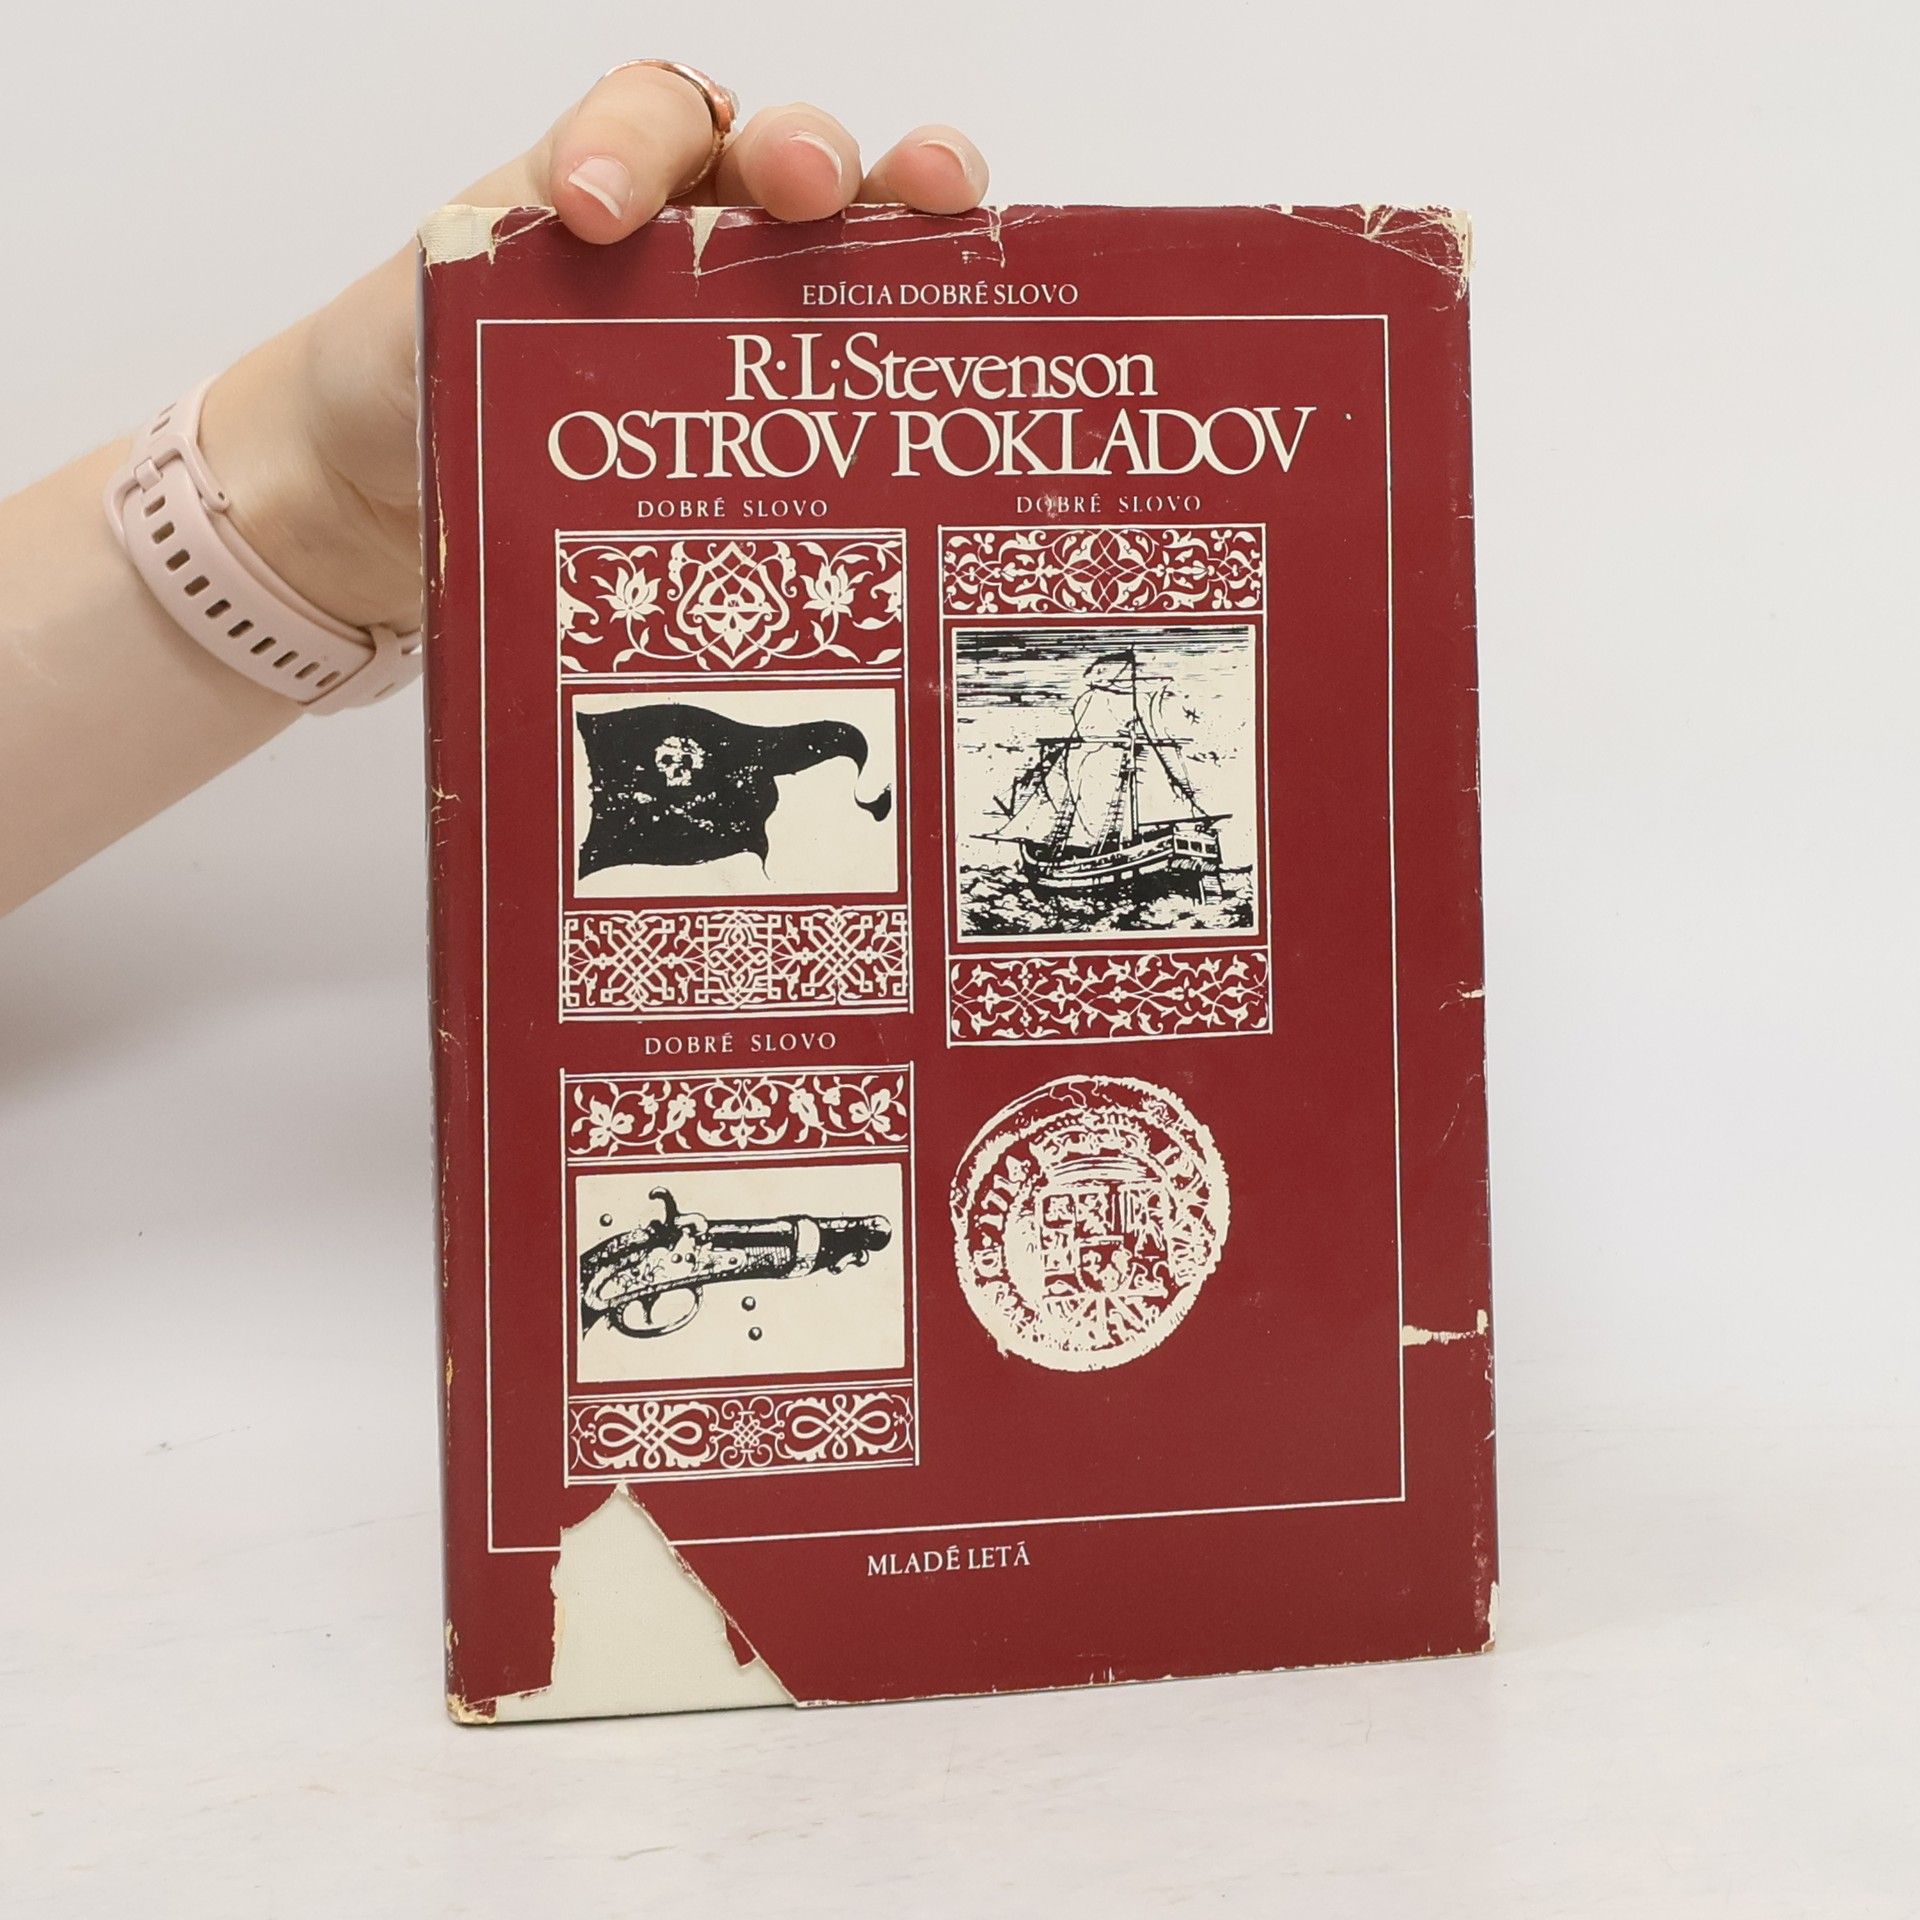 EDÍCIA DOBRÉ SLOVO
R·L·Stevenson
OSTROV POKLADOV
DOBRÉ SLOVO
DOBRÉ SLOVO
DOBRÉ SLOVO
MLADÉ LETÁ